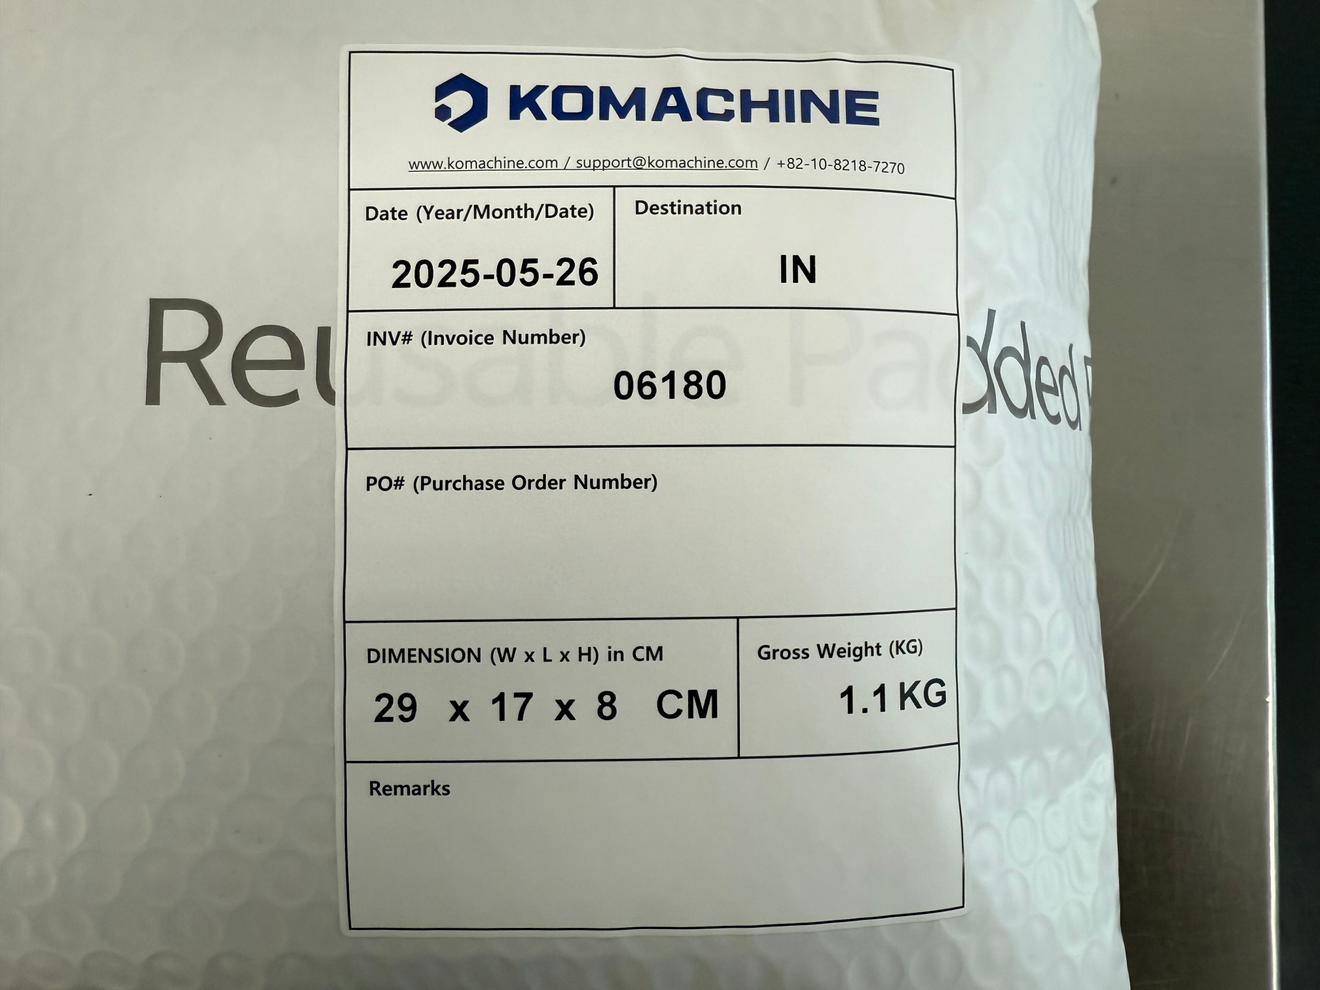 KOMACHINE
www.komachine.com / support@komachine.com / +82-10-8218-7270
Date (Year/Month/Date)
2025-05-26
Destination
IN
Reusable Padded
INV# (Invoice Number)
06180
PO# (Purchase Order Number)
DIMENSION (W x L x H) in CM
29 x 17 x 8 CM
Gross Weight (KG)
1.1 KG
Remarks